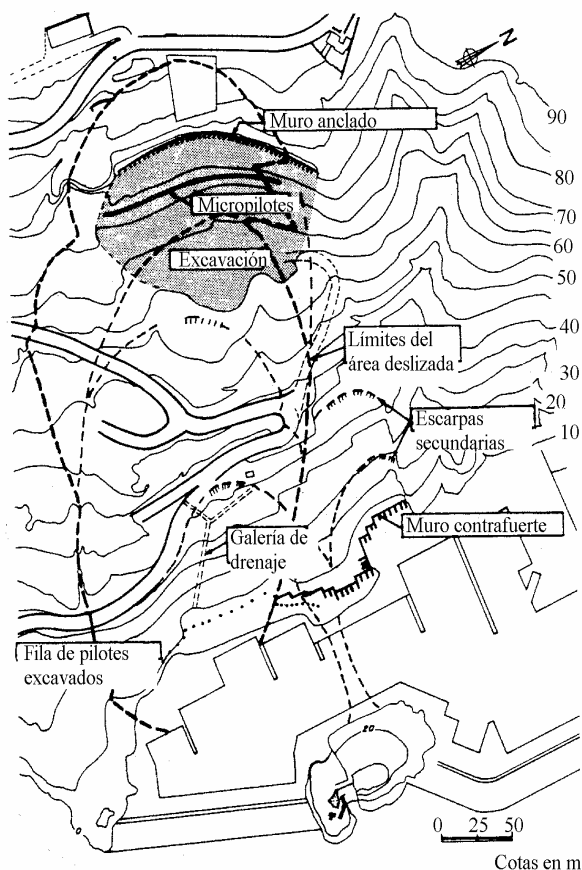 N
Muro anclado
90
80
Micropilotes
70
60
Excavación
50
40
Límites del
área deslizada
30
20
Escarpas
secundarias
10
Muro contrafuerte
Galería de
drenaje
Fila de pilotes
excavados
20
0
0 25 50
Cotas en m